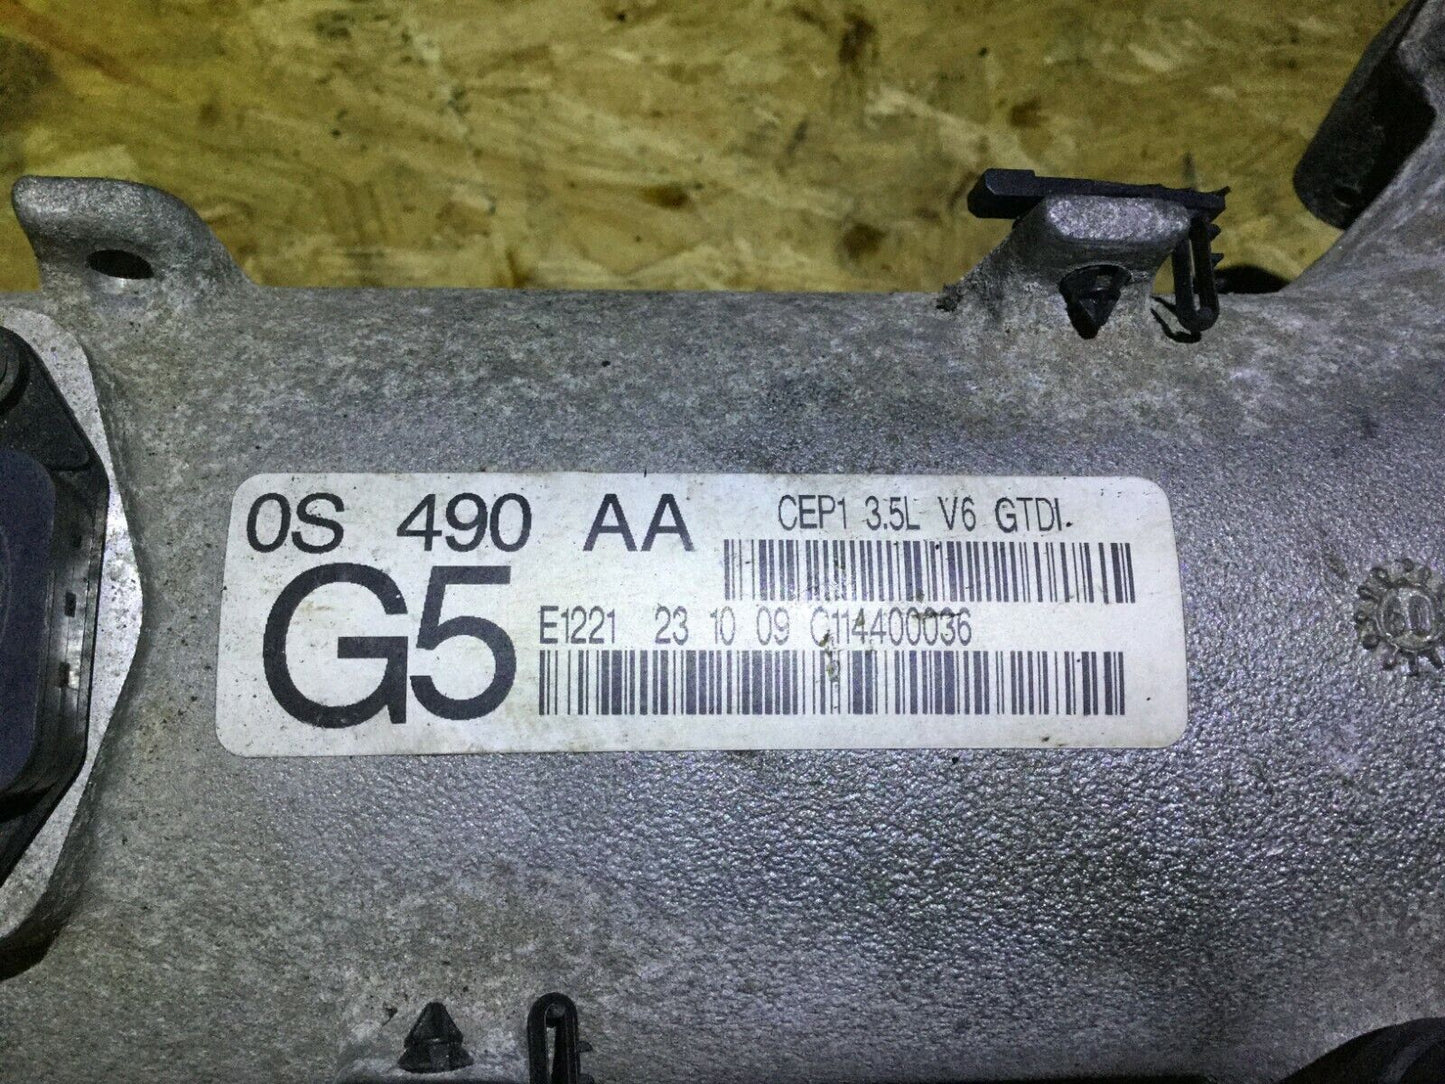 0S 490 AA
CEP1 3.5L V6 GTDI
G5
E1221 23 10 09 C114400036